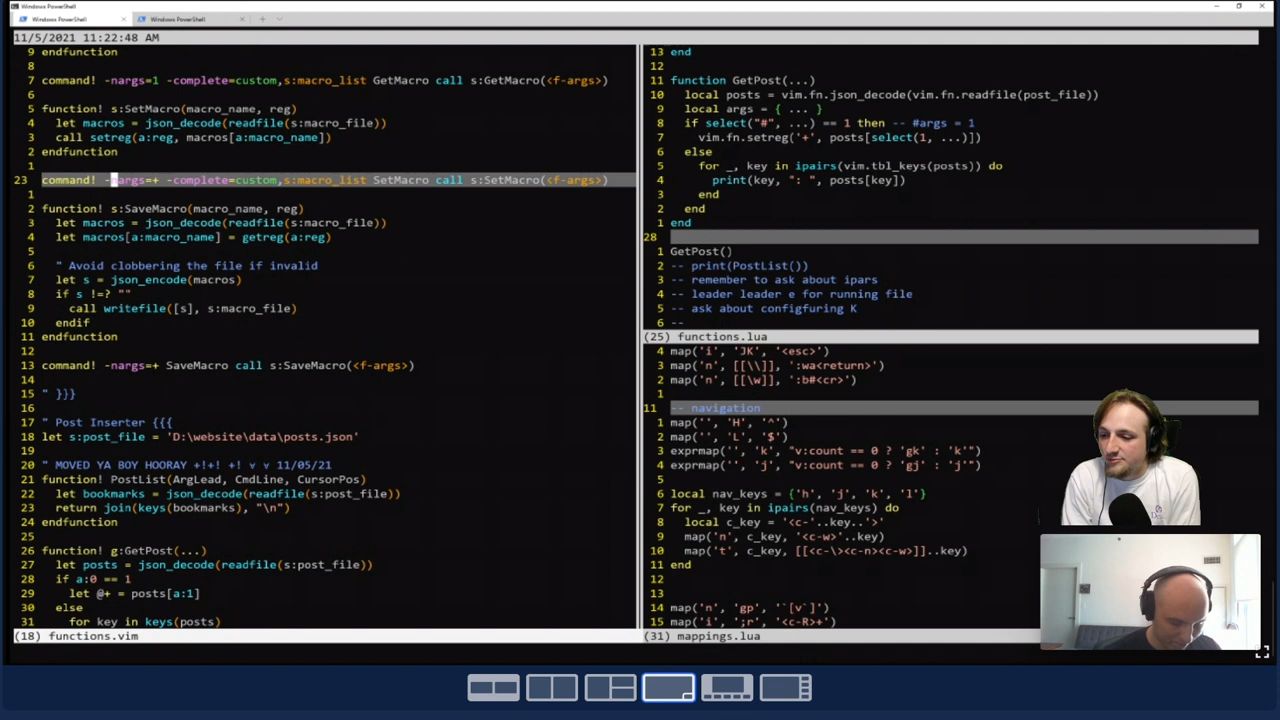 Windows PowerShell
Windows PowerShell
Windows PowerShell
11/5/2021 11:22:48 AM
9 endfunction
8
7 command! -nargs=1 -complete=custom,s:macro_list GetMacro call s:GetMacro(<f-args>)
6
5 function! s:SetMacro(macro_name, reg)
4 let macros = json_decode(readfile(s:macro_file))
3 call setreg(a:reg, macros[a:macro_name])
2 endfunction
1
23 command! -nargs=+ -complete=custom,s:macro_list SetMacro call s:SetMacro(<f-args>)
1
2 function! s:SaveMacro(macro_name, reg)
3 let macros = json_decode(readfile(s:macro_file))
4 let macros[a:macro_name] = getreg(a:reg)
5
6 " Avoid clobbering the file if invalid
7 let s = json_encode(macros)
8 if s !=? ""
9 call writefile([s], s:macro_file)
10 endif
11 endfunction
12
13 command! -nargs=+ SaveMacro call s:SaveMacro(<f-args>)
14
15 " }}}
16
17 " Post Inserter {{{
18 let s:post_file = 'D:\website\data\posts.json'
19
20 " MOVED YA BOY HOORAY +!+! +! v v 11/05/21
21 function! PostList(ArgLead, CmdLine, CursorPos)
22 let bookmarks = json_decode(readfile(s:post_file))
23 return join(keys(bookmarks), "\n")
24 endfunction
25
26 function! g:GetPost(...)
27 let posts = json_decode(readfile(s:post_file))
28 if a:0 == 1
29 let @+ = posts[a:1]
30 else
31 for key in keys(posts)
(18) functions.vim
13 end
12
11 function GetPost(...)
10 local posts = vim.fn.json_decode(vim.fn.readfile(post_file))
9 local args = { ... }
8 if select("#", ...) == 1 then -- #args = 1
7 vim.fn.setreg('+', posts[select(1, ...)])
6 else
5 for _, key in ipairs(vim.tbl_keys(posts)) do
4 print(key, ": ", posts[key])
3 end
2 end
1 end
28
1 GetPost()
2 -- print(PostList())
3 -- remember to ask about ipars
4 -- leader leader e for running file
5 -- ask about configfuring K
6 --
(25) functions.lua
4 map('i', 'JK', '<esc>')
3 map('n', [[\\]], ':wa<return>')
2 map('n', [[\w]], ':b#<cr>')
1
11 -- navigation
1 map('', 'H', '^')
2 map('', 'L', '$')
3 exprmap('', 'k', "v:count == 0 ? 'gk' : 'k'")
4 exprmap('', 'j', "v:count == 0 ? 'gj' : 'j'")
5
6 local nav_keys = {'h', 'j', 'k', 'l'}
7 for _, key in ipairs(nav_keys) do
8 local c_key = '<c-'..key..'>'
9 map('n', c_key, '<c-w>'..key)
10 map('t', c_key, [[<c-\><c-n><c-w>]]..key)
11 end
12
13
14 map('n', 'gp', '`[v`]')
15 map('i', ';r', '<c-R>+')
(31) mappings.lua